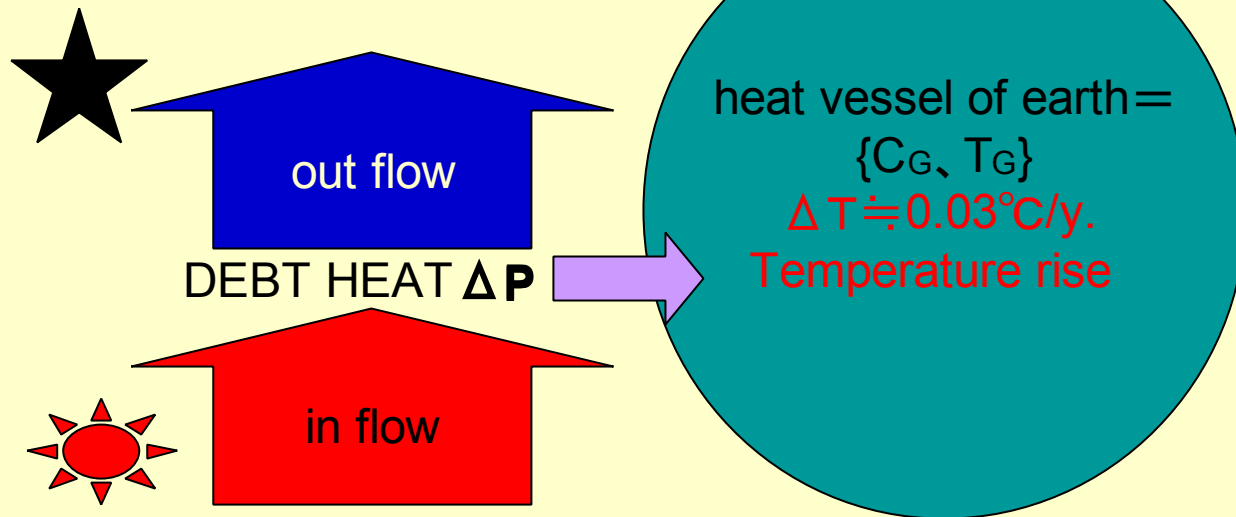 out flow
DEBT HEAT ΔP
in flow
heat vessel of earth＝
{CG、TG}
ΔT≒0.03℃/y.
Temperature rise